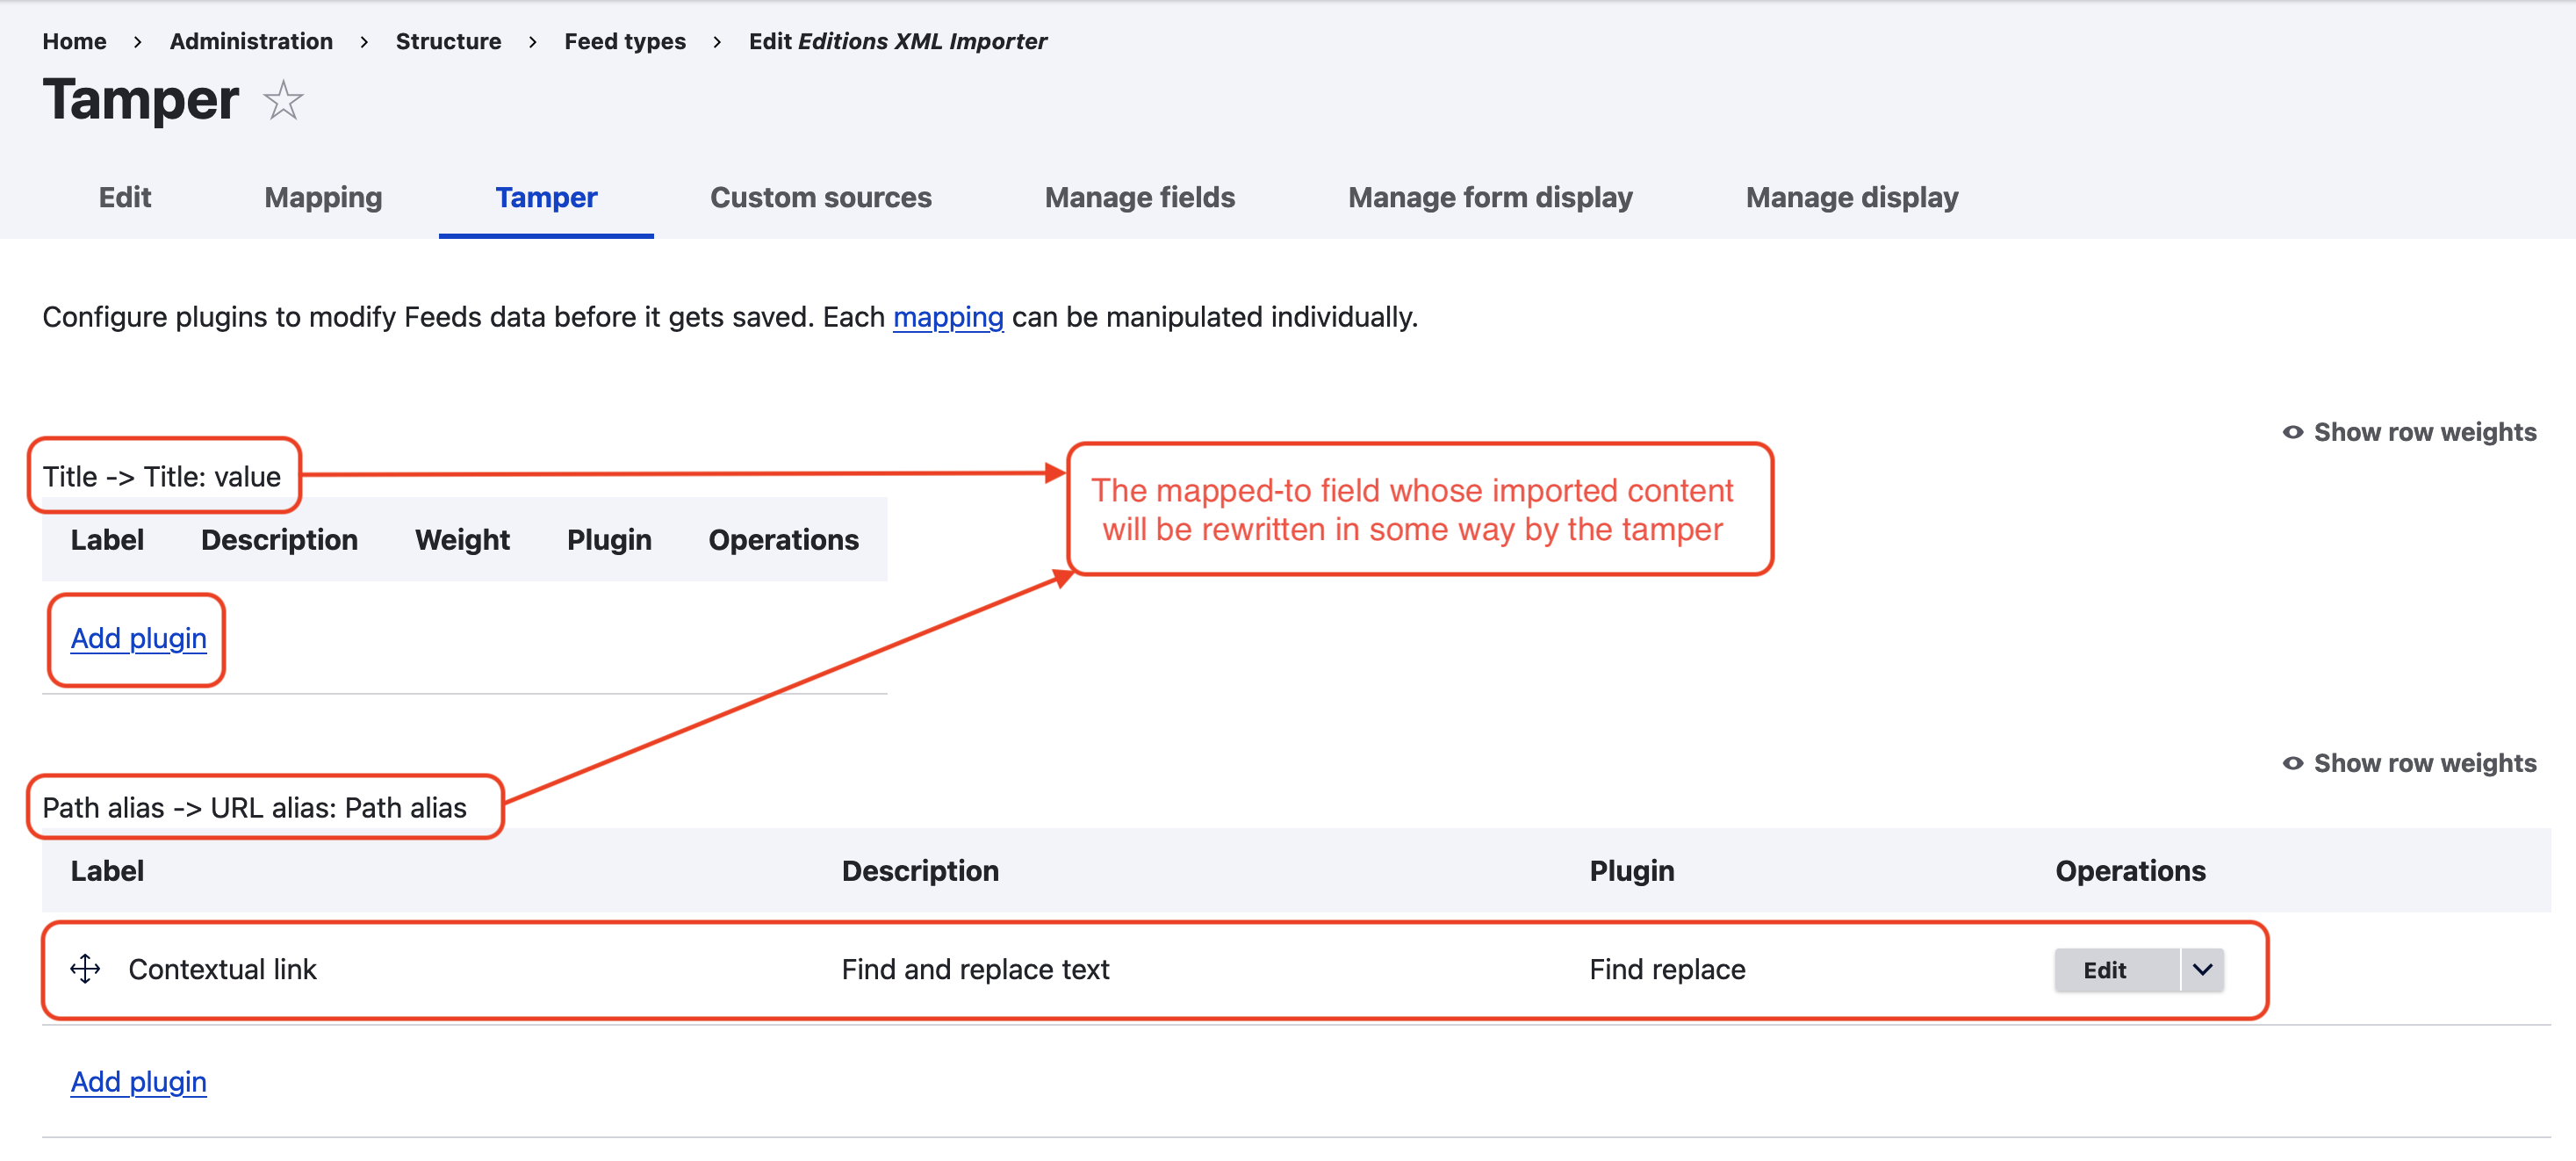 Home > Administration > Structure > Feed types > Edit Editions XML Importer
Tamper
Edit Mapping Tamper Custom sources Manage fields Manage form display Manage display
Configure plugins to modify Feeds data before it gets saved. Each mapping can be manipulated individually.
Show row weights
Title -> Title: value
The mapped-to field whose imported content
will be rewritten in some way by the tamper
Label Description Weight Plugin Operations
Add plugin
Show row weights
Path alias -> URL alias: Path alias
Label Description Plugin Operations
Contextual link Find and replace text Find replace Edit
Add plugin